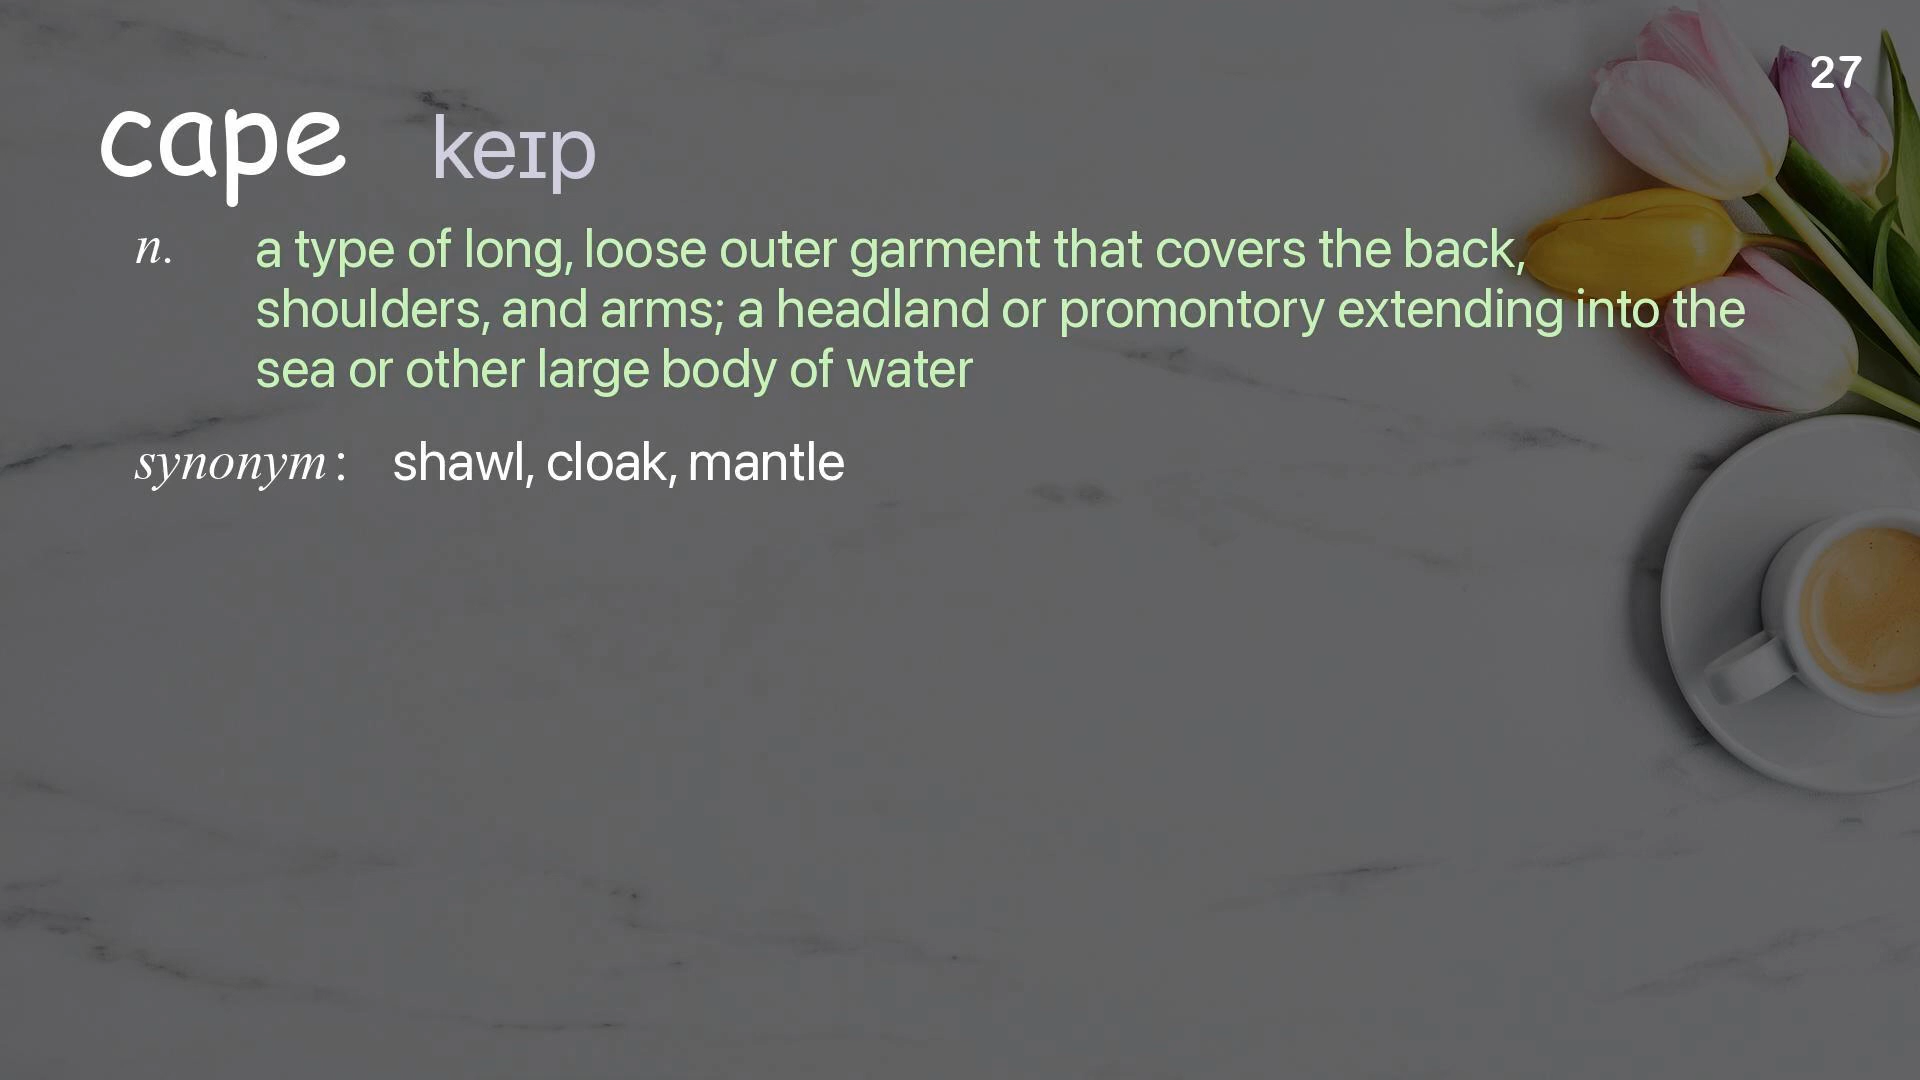 27
cape keɪp
n. a type of long, loose outer garment that covers the back,
shoulders, and arms; a headland or promontory extending into the
sea or other large body of water
synonym: shawl, cloak, mantle